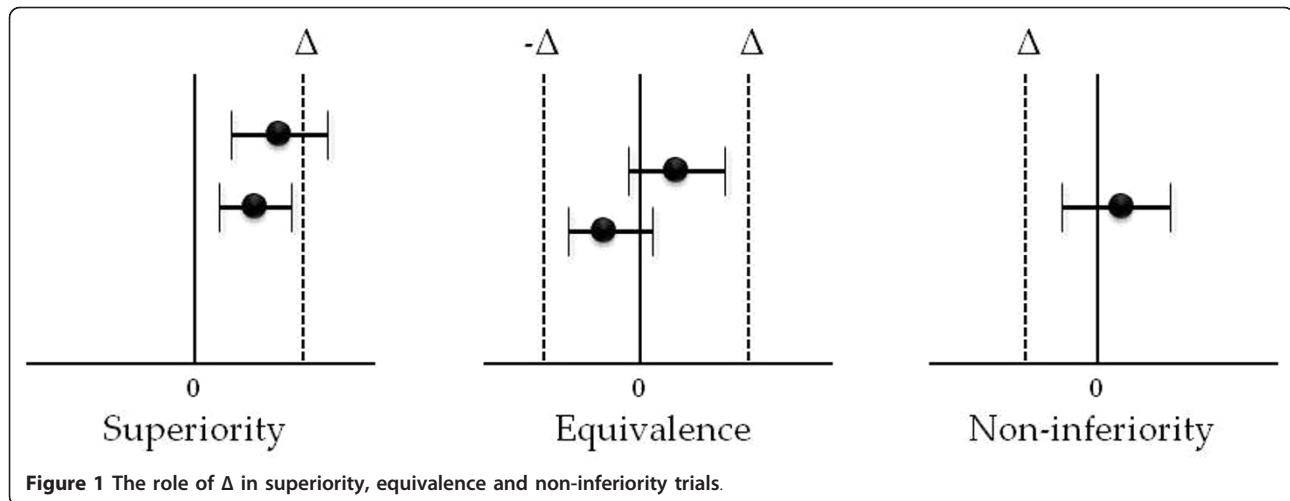 Δ
-Δ Δ
Δ
0
0
0
Superiority
Equivalence
Non-inferiority
Figure 1 The role of Δ in superiority, equivalence and non-inferiority trials.